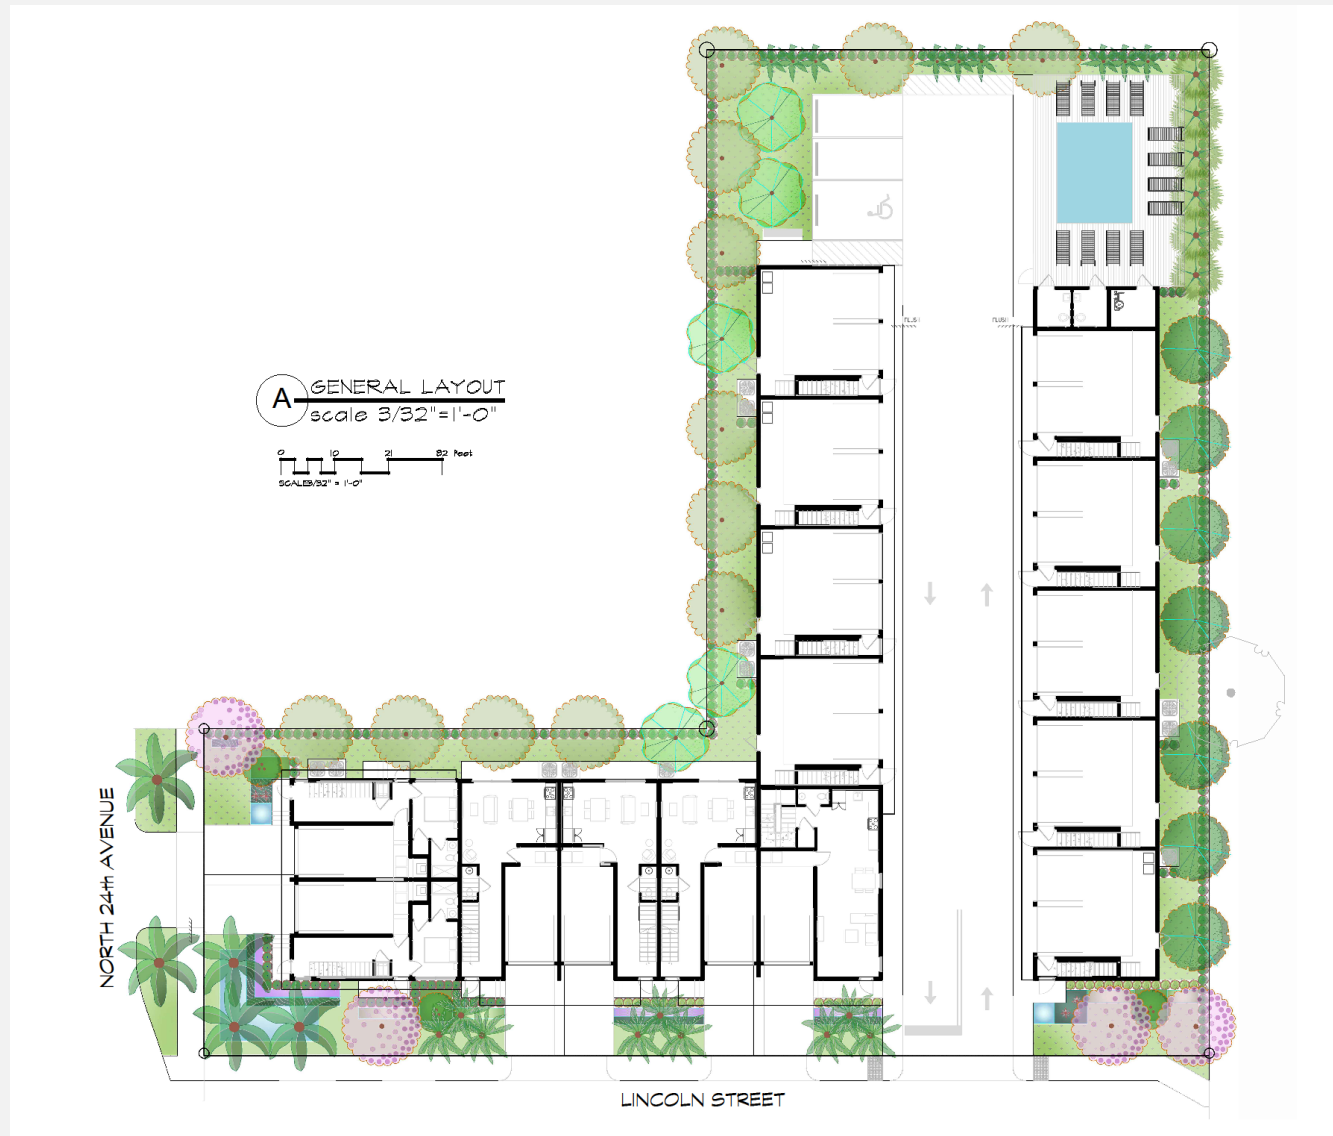 A
GENERAL LAYOUT
scale 3/32"=1'-0"
0 10 21 32 Feet
SCALE3/32" = 1'-0"
FLUSH
NORTH 24th AVENUE
LINCOLN STREET